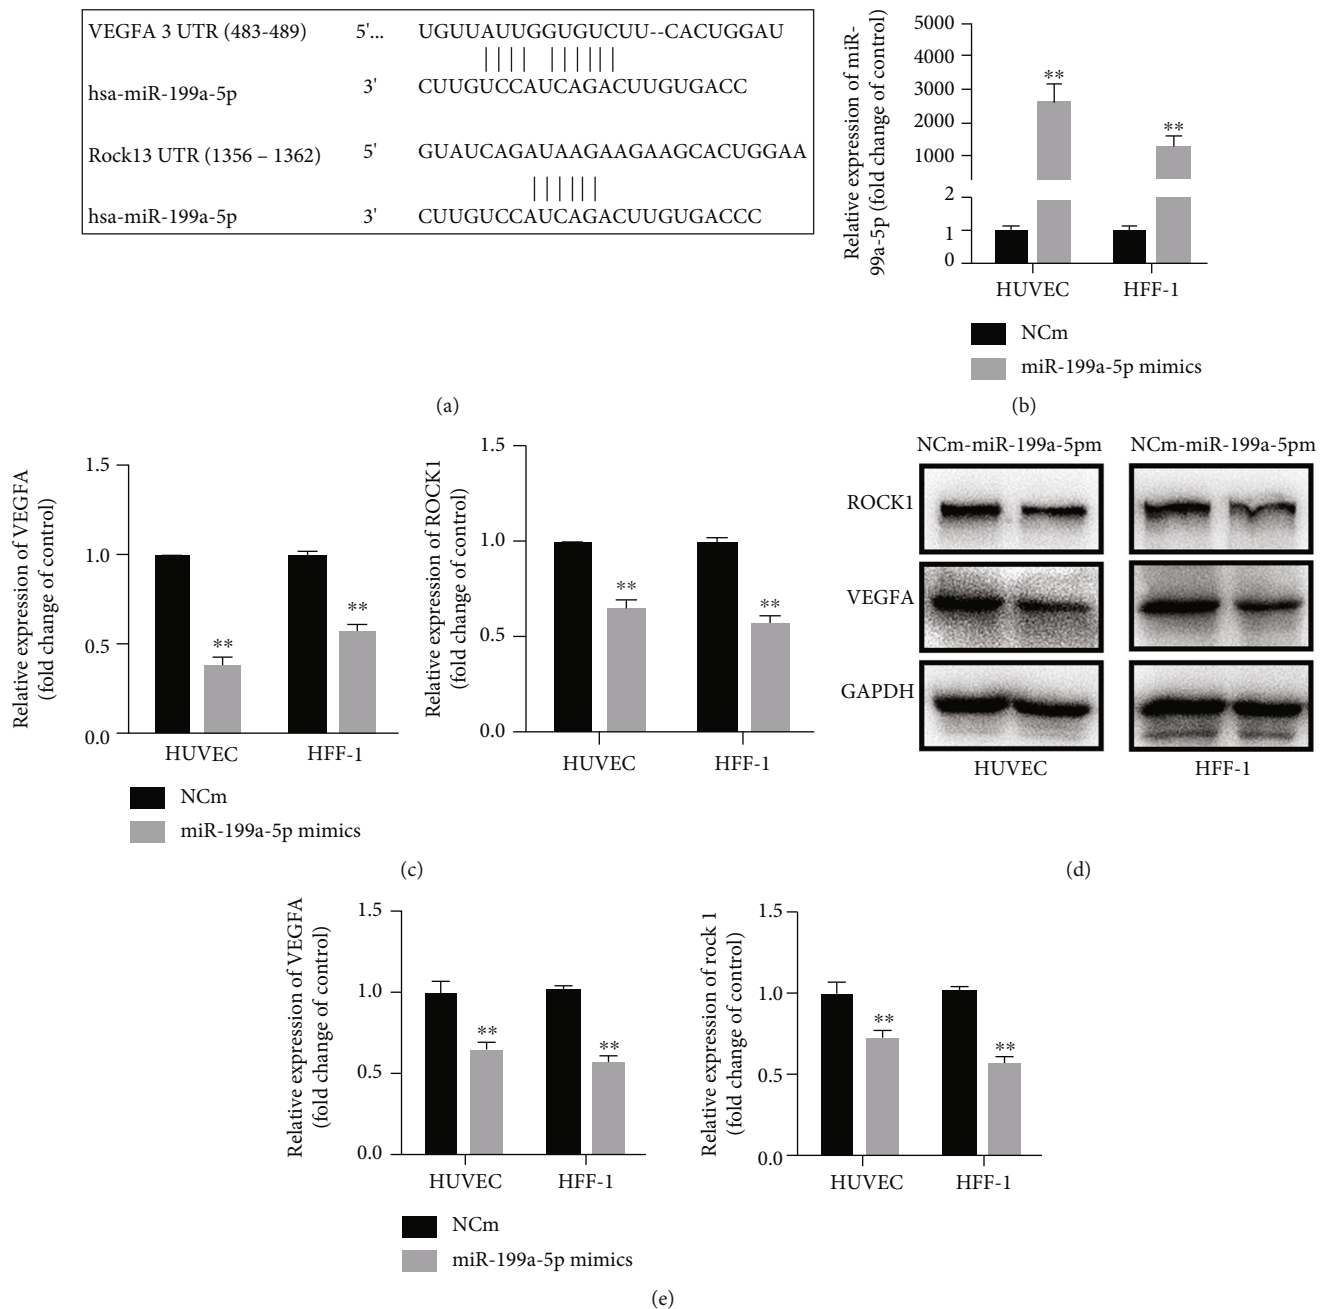 VEGFA 3 UTR (483-489) 5'... UGUUAUUGGUGUCUU--CACUGGAU
hsa-miR-199a-5p 3' CUUGUCCAUCAGACUUGUGACC
Rock13 UTR (1356 – 1362) 5' GUAUCAGAUAAGAAGAAGCACUGGAA
hsa-miR-199a-5p 3' CUUGUCCAUCAGACUUGUGACCC
(a)
Relative expression of miR-
99a-5p (fold change of control)
5000
4000
3000
2000
1000
2
1
0
**
**
HUVEC HFF-1
NCm
miR-199a-5p mimics
(b)
Relative expression of VEGFA
(fold change of control)
1.5
1.0
0.5
0.0
**
**
HUVEC HFF-1
NCm
miR-199a-5p mimics
Relative expression of ROCK1
(fold change of control)
1.5
1.0
0.5
0.0
**
**
HUVEC HFF-1
(c)
NCm-miR-199a-5pm NCm-miR-199a-5pm
ROCK1
VEGFA
GAPDH
HUVEC HFF-1
(d)
Relative expression of VEGFA
(fold change of control)
1.5
1.0
0.5
0.0
**
**
HUVEC HFF-1
NCm
miR-199a-5p mimics
Relative expression of rock 1
(fold change of control)
1.5
1.0
0.5
0.0
**
**
HUVEC HFF-1
(e)